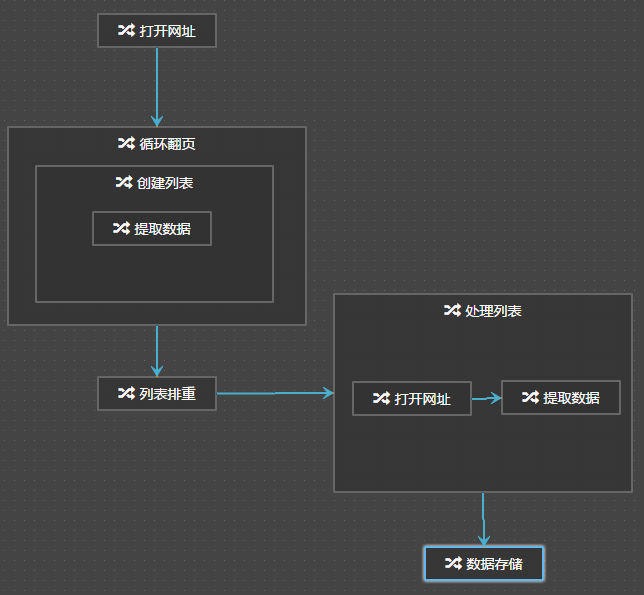 打开网址
循环翻页
创建列表
提取数据
列表排重
处理列表
打开网址
提取数据
数据存储